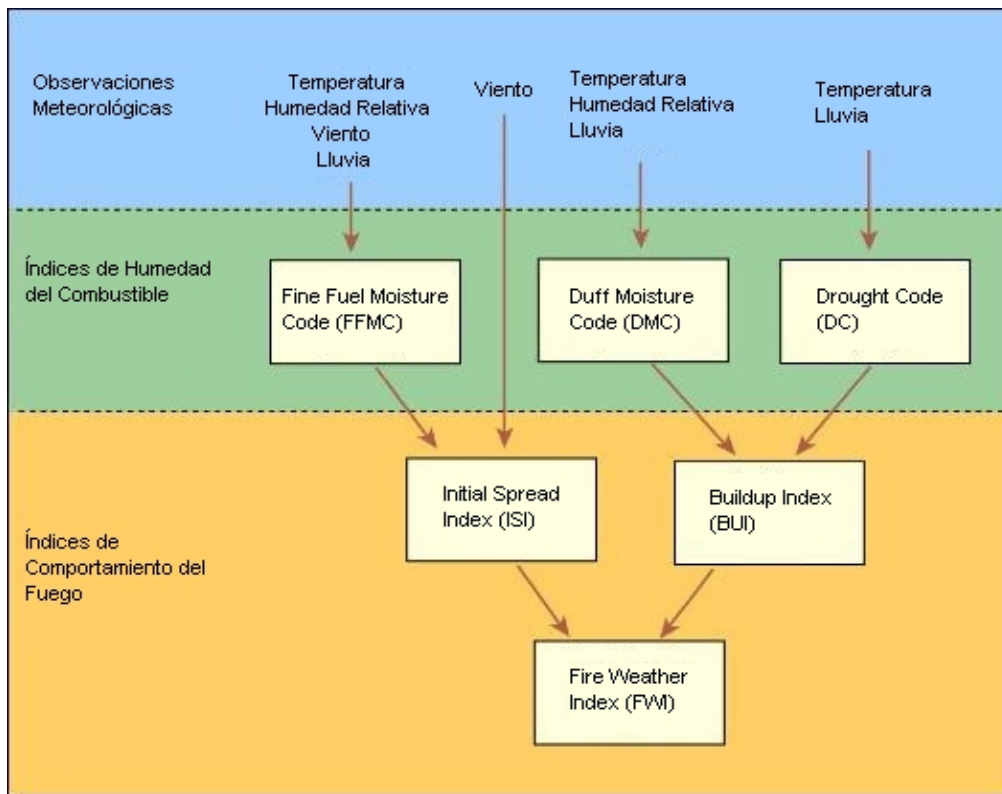 Observaciones
Meteorológicas
Temperatura
Humedad Relativa
Viento
Lluvia
Viento
Temperatura
Humedad Relativa
Lluvia
Temperatura
Lluvia
Índices de Humedad
del Combustible
Fine Fuel Moisture
Code (FFMC)
Duff Moisture
Code (DMC)
Drought Code
(DC)
Índices de
Comportamiento del
Fuego
Initial Spread
Index (ISI)
Buildup Index
(BUI)
Fire Weather
Index (FWI)